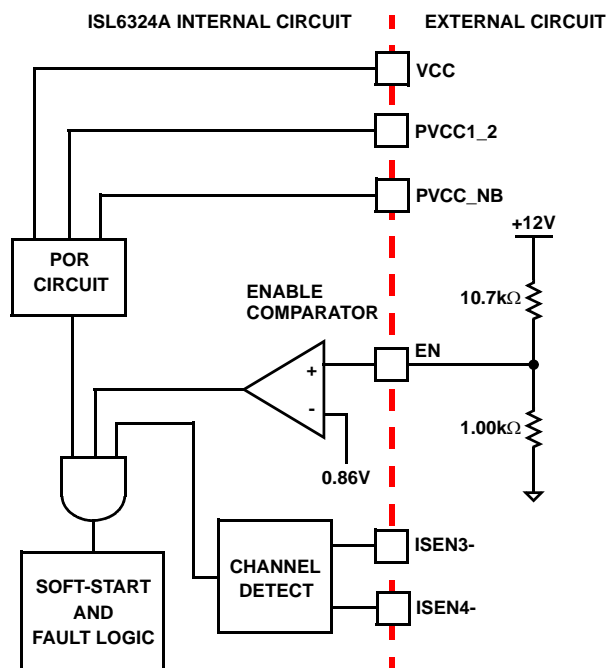 ISL6324A INTERNAL CIRCUIT
EXTERNAL CIRCUIT
VCC
PVCC1_2
PVCC_NB
+12V
POR
CIRCUIT
10.7kΩ
ENABLE
COMPARATOR
EN
+
-
1.00kΩ
0.86V
ISEN3-
CHANNEL
DETECT
ISEN4-
SOFT-START
AND
FAULT LOGIC